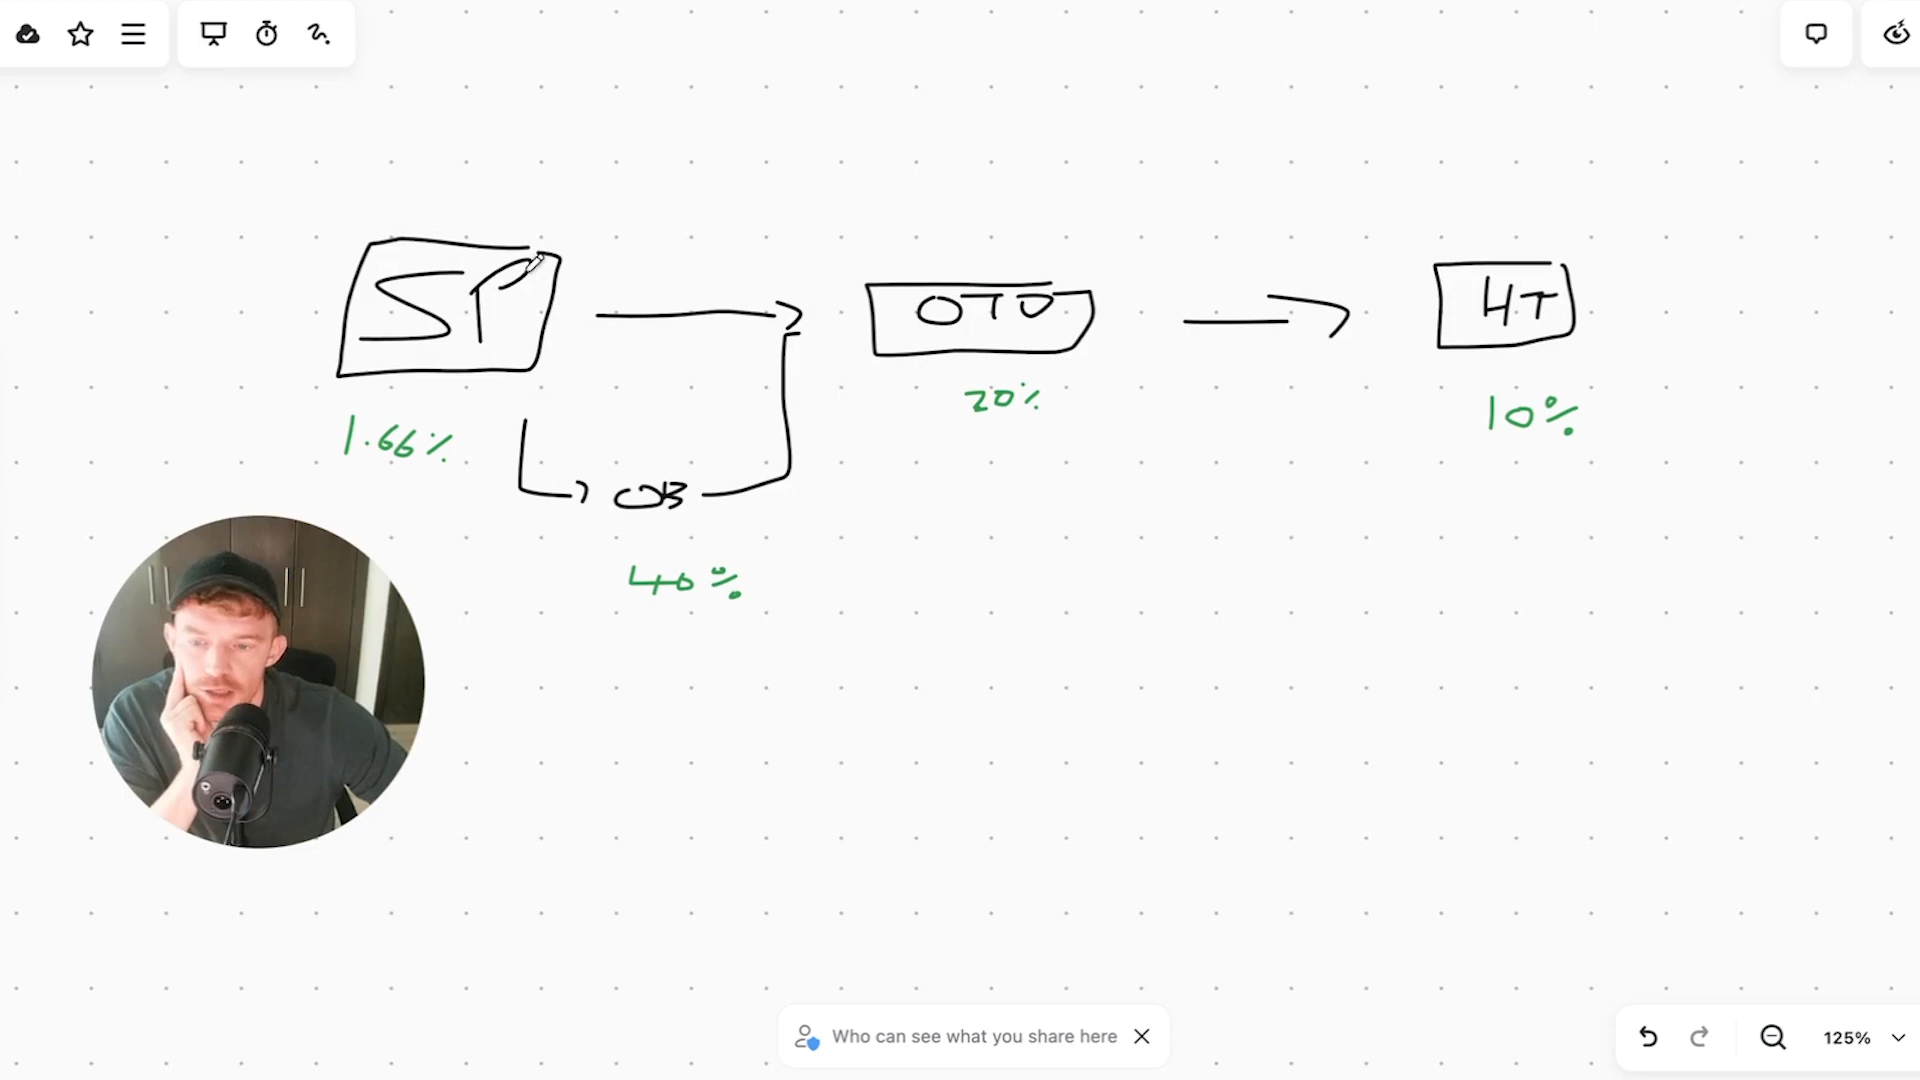 SP
OTO
HT
1.66%
20%
10%
OB
40%
Who can see what you share here
125%